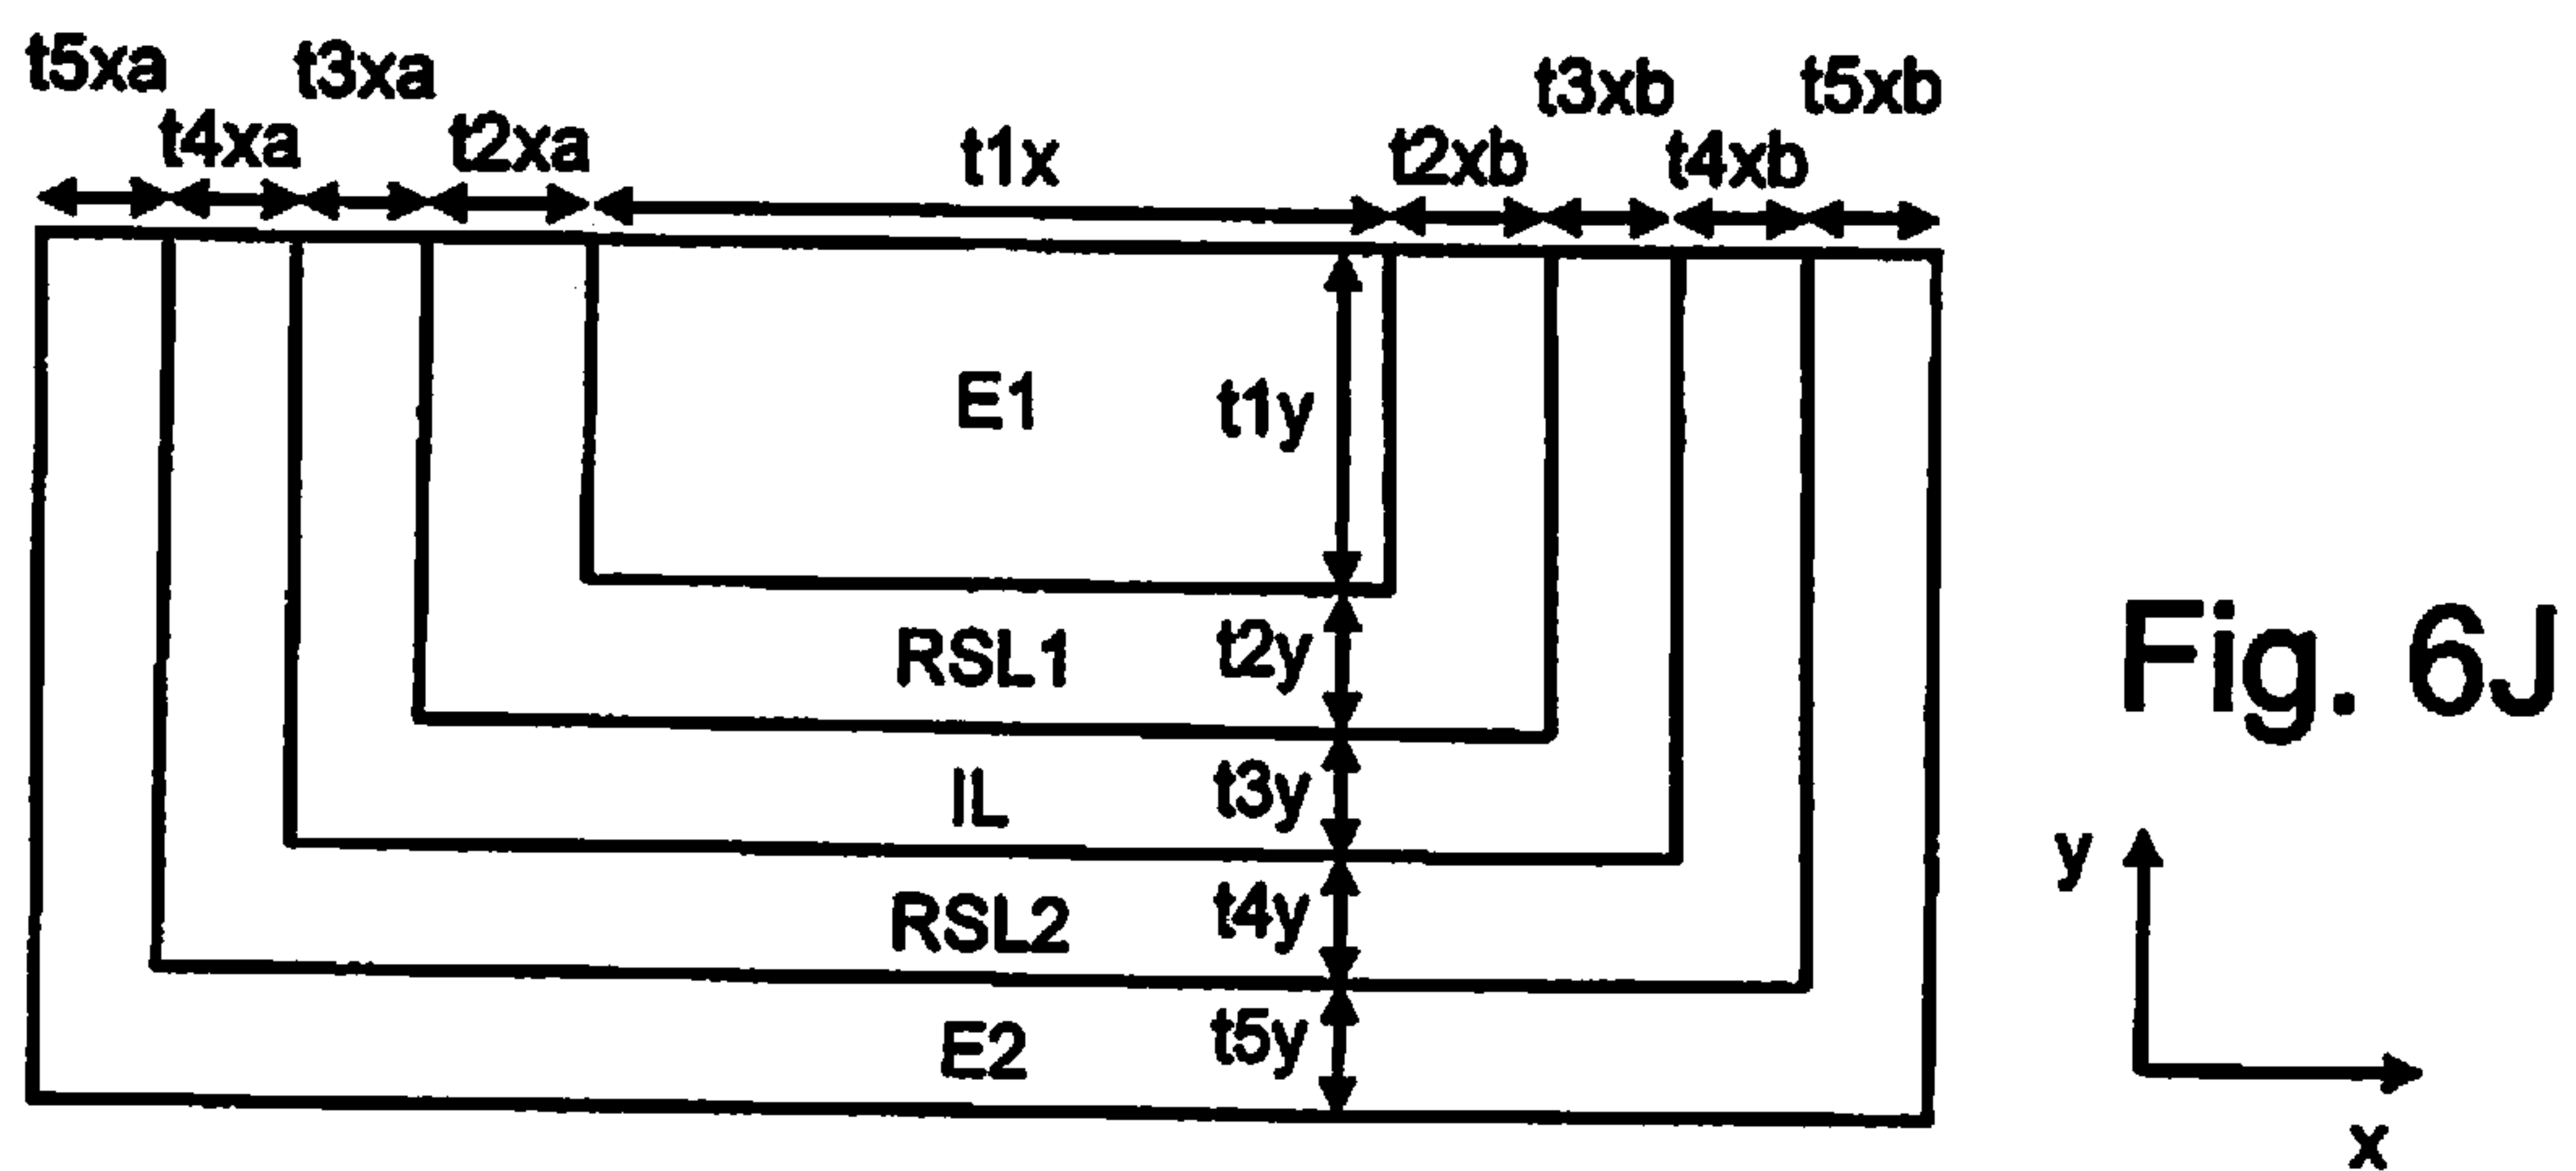 t5xa t3xa t3xb t5xb
t4xa t2xa t1x t2xb t4xb
E1 t1y
RSL1 t2y
IL t3y
RSL2 t4y
E2 t5y
Fig. 6J
y
x